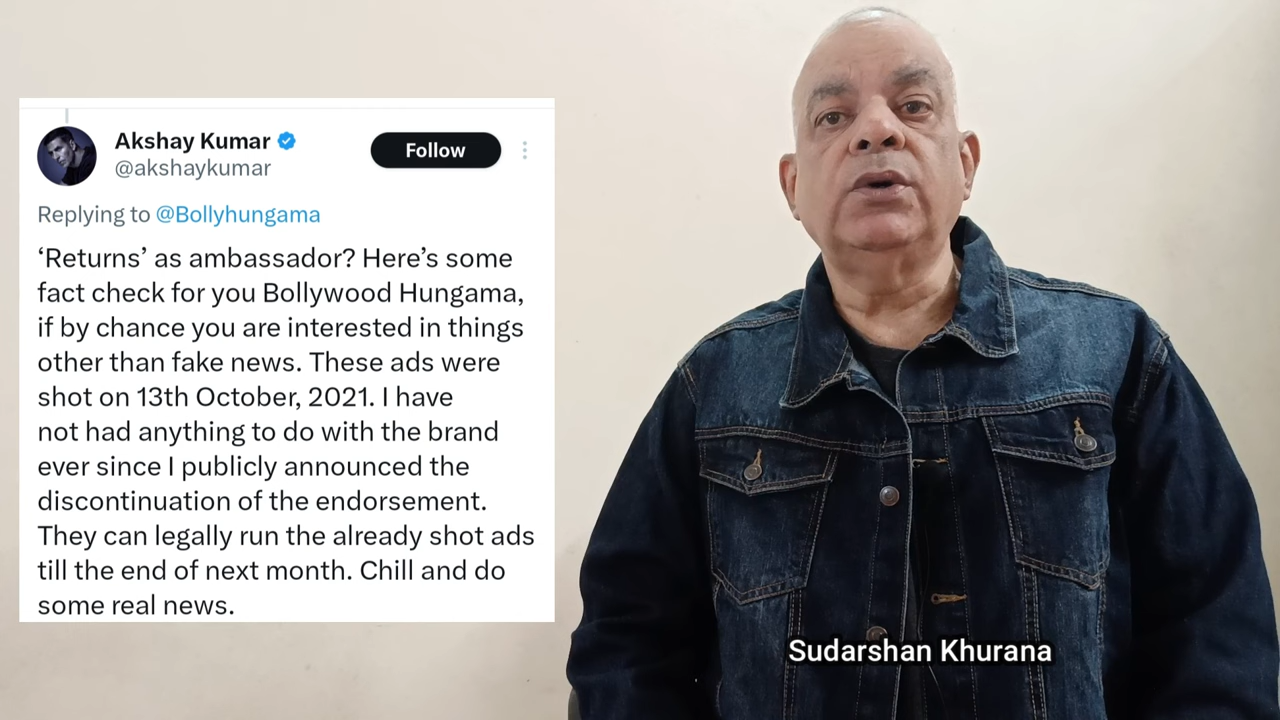 Akshay Kumar
Follow
@akshaykumar
Replying to @Bollyhungama
‘Returns’ as ambassador? Here’s some
fact check for you Bollywood Hungama,
if by chance you are interested in things
other than fake news. These ads were
shot on 13th October, 2021. I have
not had anything to do with the brand
ever since I publicly announced the
discontinuation of the endorsement.
They can legally run the already shot ads
till the end of next month. Chill and do
some real news.
Sudarshan Khurana